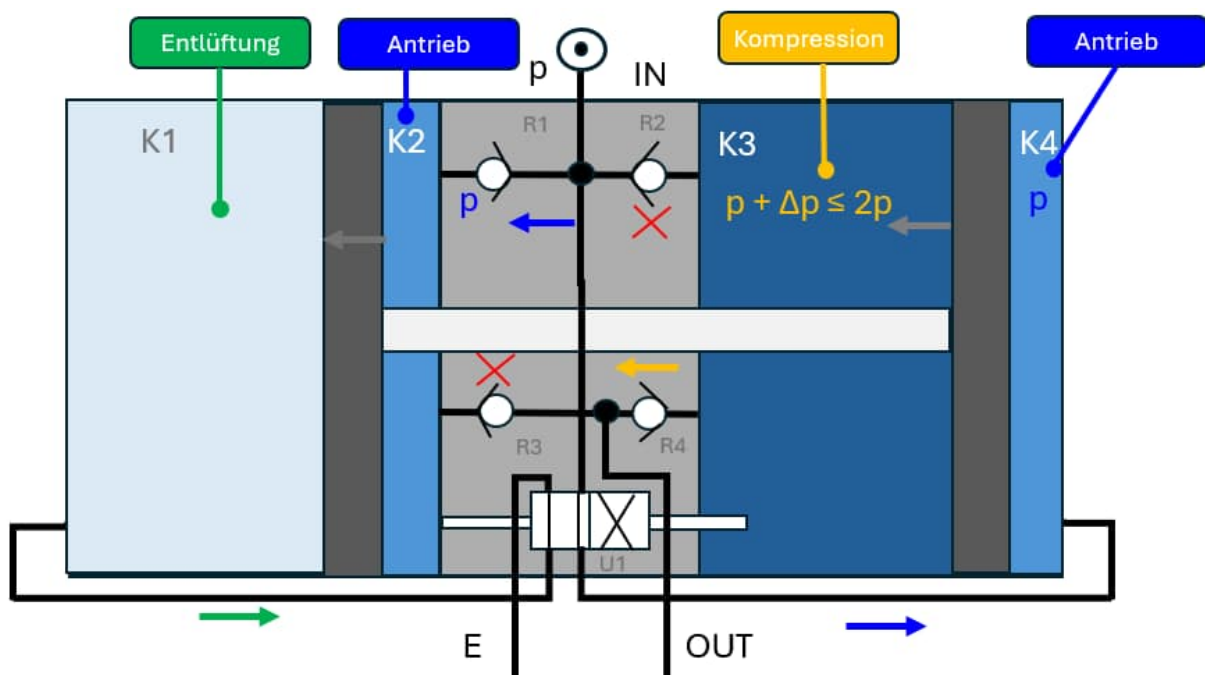 Entlüftung
Antrieb
Kompression
Antrieb
p
IN
K1
K2
R1
R2
K3
K4
p
p + Δp ≤ 2p
p
R3
R4
U1
E
OUT